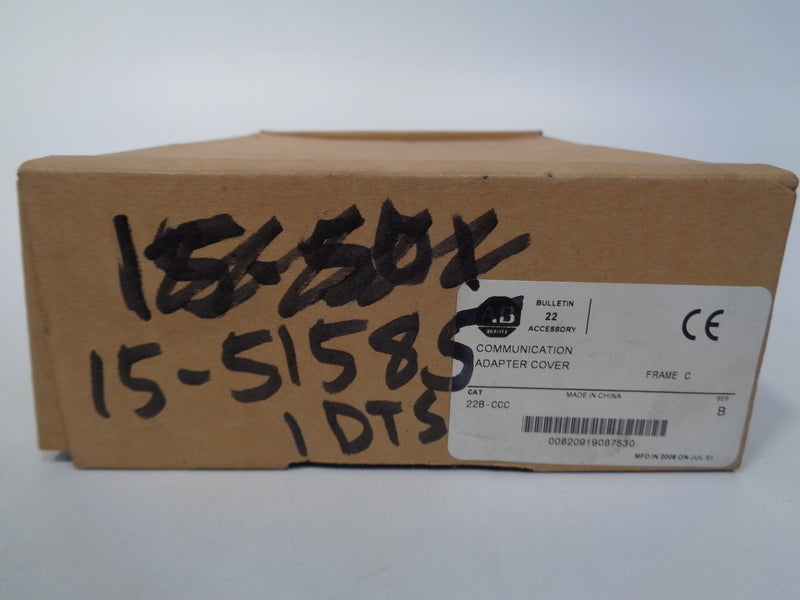 15-51585
1 DTS
A.B
BULLETIN
22
ACCESSORY
CE
COMMUNICATION
ADAPTER COVER
FRAME C
CAT
MADE IN CHINA
SER
22B-CCC
B
00820919087530
MFD.IN 2008 ON JUL 01